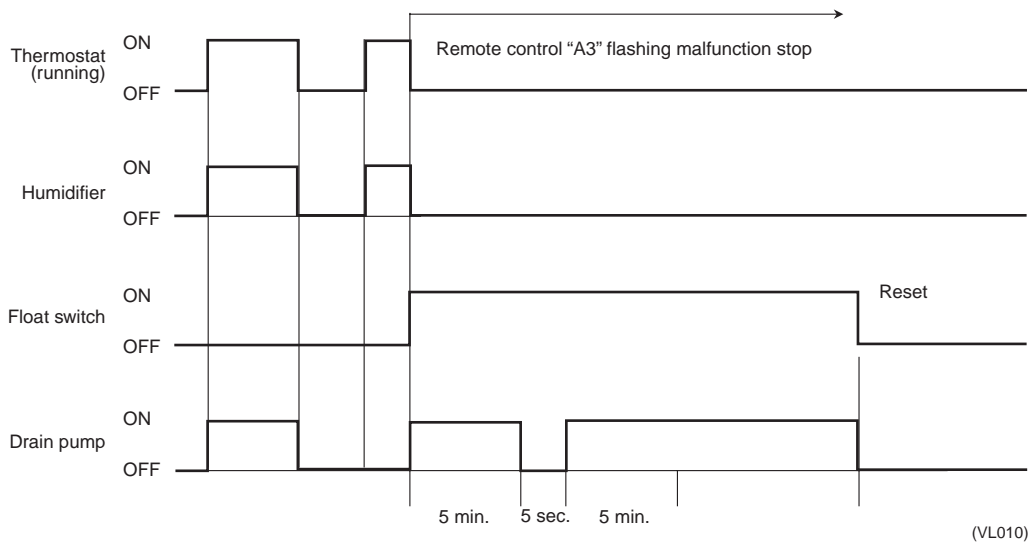 ON
Thermostat
(running)
OFF
Remote control “A3” flashing malfunction stop
ON
Humidifier
OFF
ON
Float switch
OFF
Reset
ON
Drain pump
OFF
5 min.
5 sec.
5 min.
(VL010)